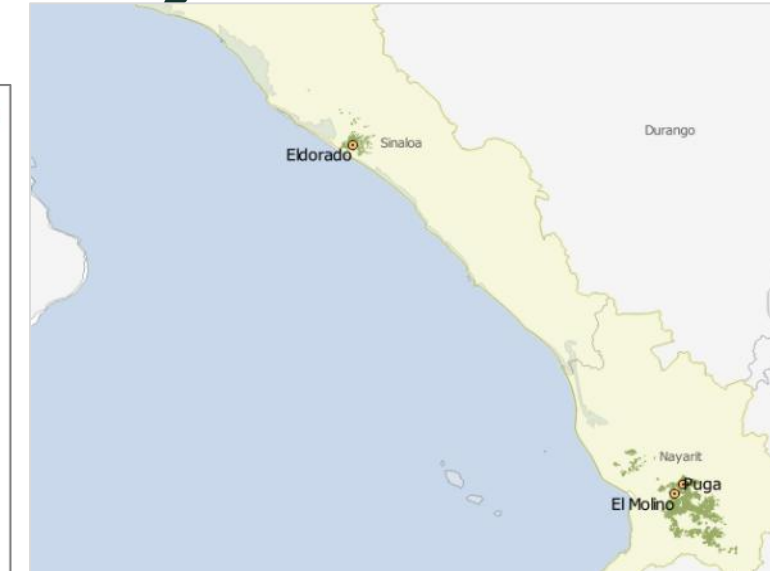 Durango
Sinaloa
Eldorado
Nayarit
Puga
El Molino